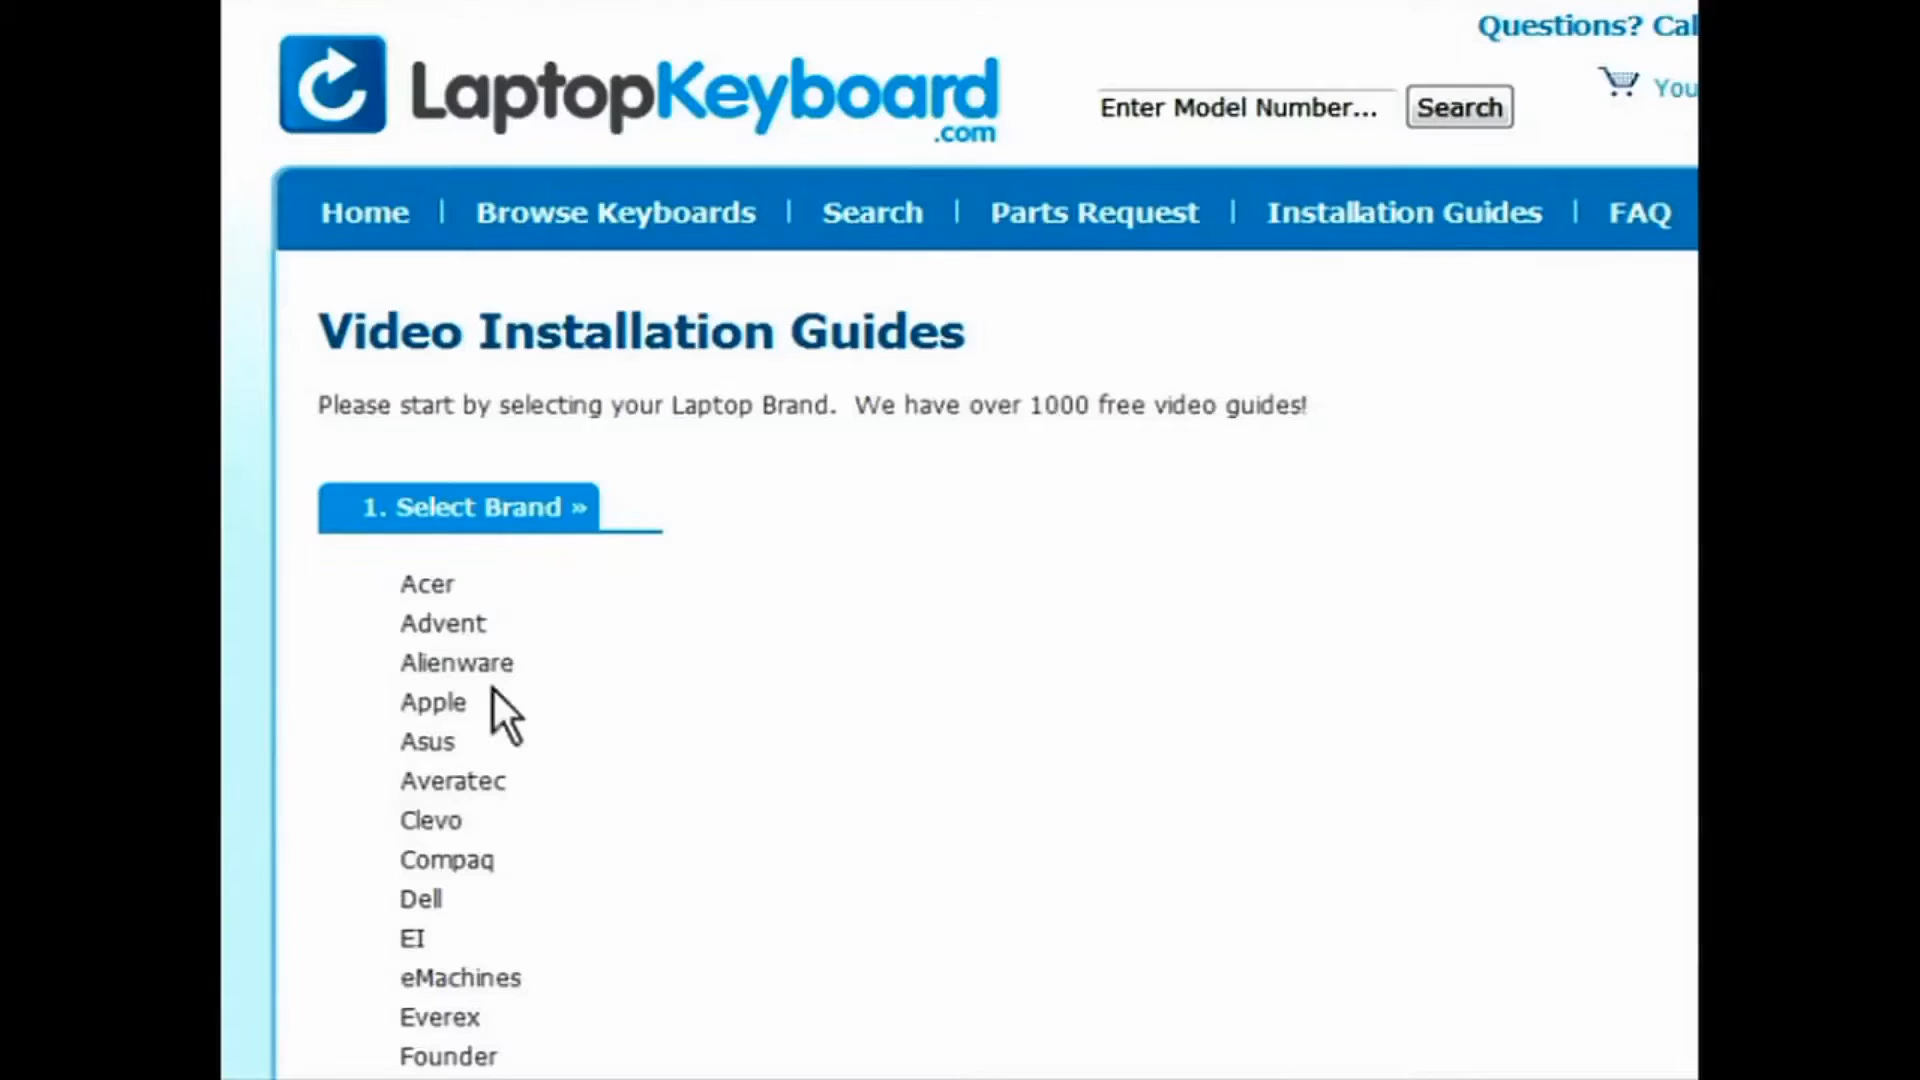 Questions? Cal
LaptopKeyboard
.com
Enter Model Number...
Search
You
Home | Browse Keyboards | Search | Parts Request | Installation Guides | FAQ
Video Installation Guides
Please start by selecting your Laptop Brand. We have over 1000 free video guides!
1. Select Brand »
Acer
Advent
Alienware
Apple
Asus
Averatec
Clevo
Compaq
Dell
EI
eMachines
Everex
Founder